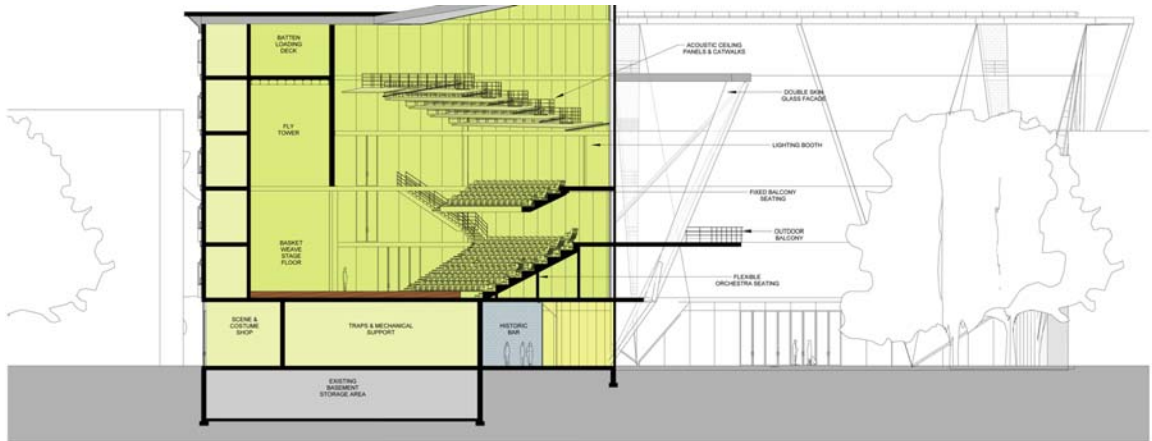 BATTEN
LOADING
DECK
ACOUSTIC CEILING
PANELS & CATWALKS
DOUBLE SKIN
GLASS FACADE
FLY
TOWER
LIGHTING BOOTH
FIXED BALCONY
SEATING
OUTDOOR
BALCONY
BASKET
WEAVE
STAGE
FLOOR
FLEXIBLE
ORCHESTRA SEATING
SCENE &
COSTUME
SHOP
TRAPS & MECHANICAL
SUPPORT
HISTORIC
BAR
EXISTING
BASEMENT
STORAGE AREA